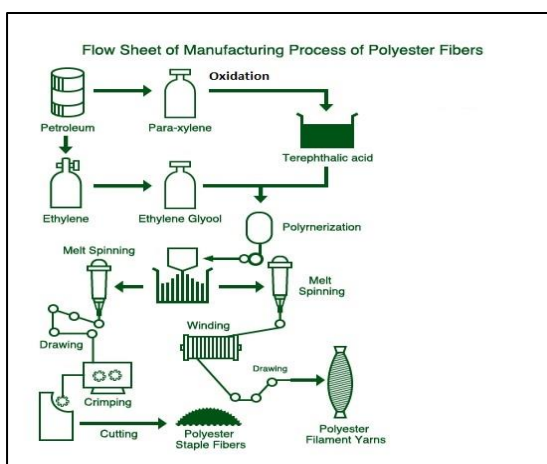 Flow Sheet of Manufacturing Process of Polyester Fibers
Oxidation
Petroleum
Para-xylene
Terephthalic acid
Ethylene
Ethylene Glyool
Polyrnerization
Melt Spinning
Melt
Spinning
Drawing
Winding
Drawing
Crimping
Cutting
Polyester
Staple Fibers
Polyester
Filament Yarns